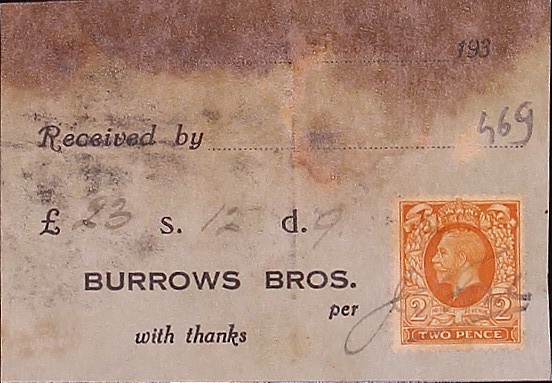 193
Received by 469
£ 23 s. 12 d. 9
BURROWS BROS.
per
with thanks
2 2
TWO PENCE